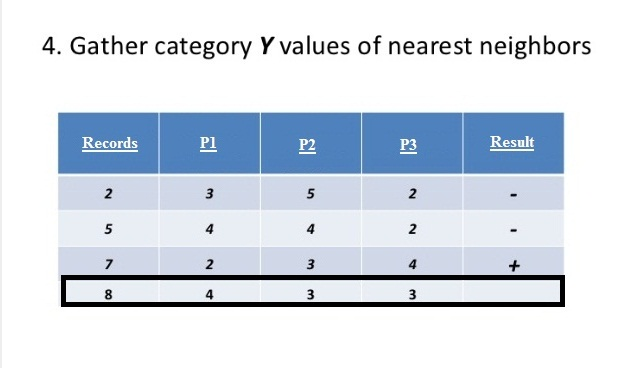 4. Gather category Y values of nearest neighbors
Records P1 P2 P3 Result
2 3 5 2 -
5 4 4 2 -
7 2 3 4 +
8 4 3 3